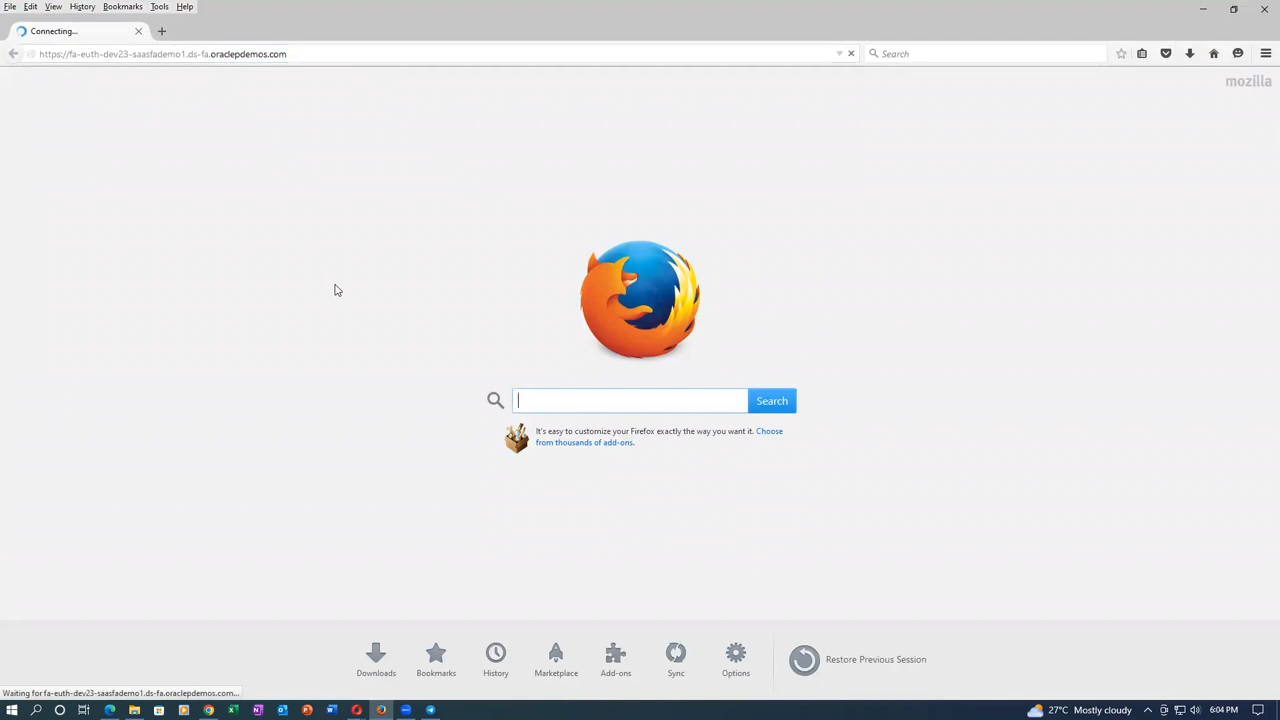 File Edit View History Bookmarks Tools Help
Connecting...
https://fa-euth-dev23-saasfademo1.ds-fa.oraclepdemos.com
Search
mozilla
Search
It's easy to customize your Firefox exactly the way you want it. Choose
from thousands of add-ons.
Downloads Bookmarks History Marketplace Add-ons Sync Options Restore Previous Session
Waiting for fa-euth-dev23-saasfademo1.ds-fa.oraclepdemos.com...
27°C Mostly cloudy 6:04 PM